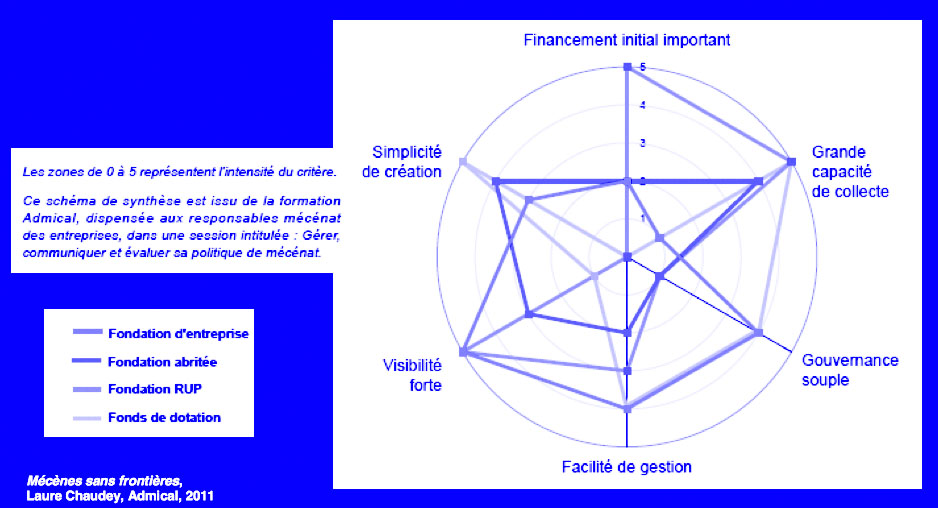 Financement initial important
5
4
3
2
1
Simplicité
de création
Grande
capacité
de collecte
Les zones de 0 à 5 représentent l'intensité du critère.
Ce schéma de synthèse est issu de la formation
Admical, dispensée aux responsables mécénat
des entreprises, dans une session intitulée : Gérer,
communiquer et évaluer sa politique de mécénat.
Fondation d'entreprise
Fondation abritée
Fondation RUP
Fonds de dotation
Visibilité
forte
Gouvernance
souple
Facilité de gestion
Mécènes sans frontières,
Laure Chaudey, Admical, 2011